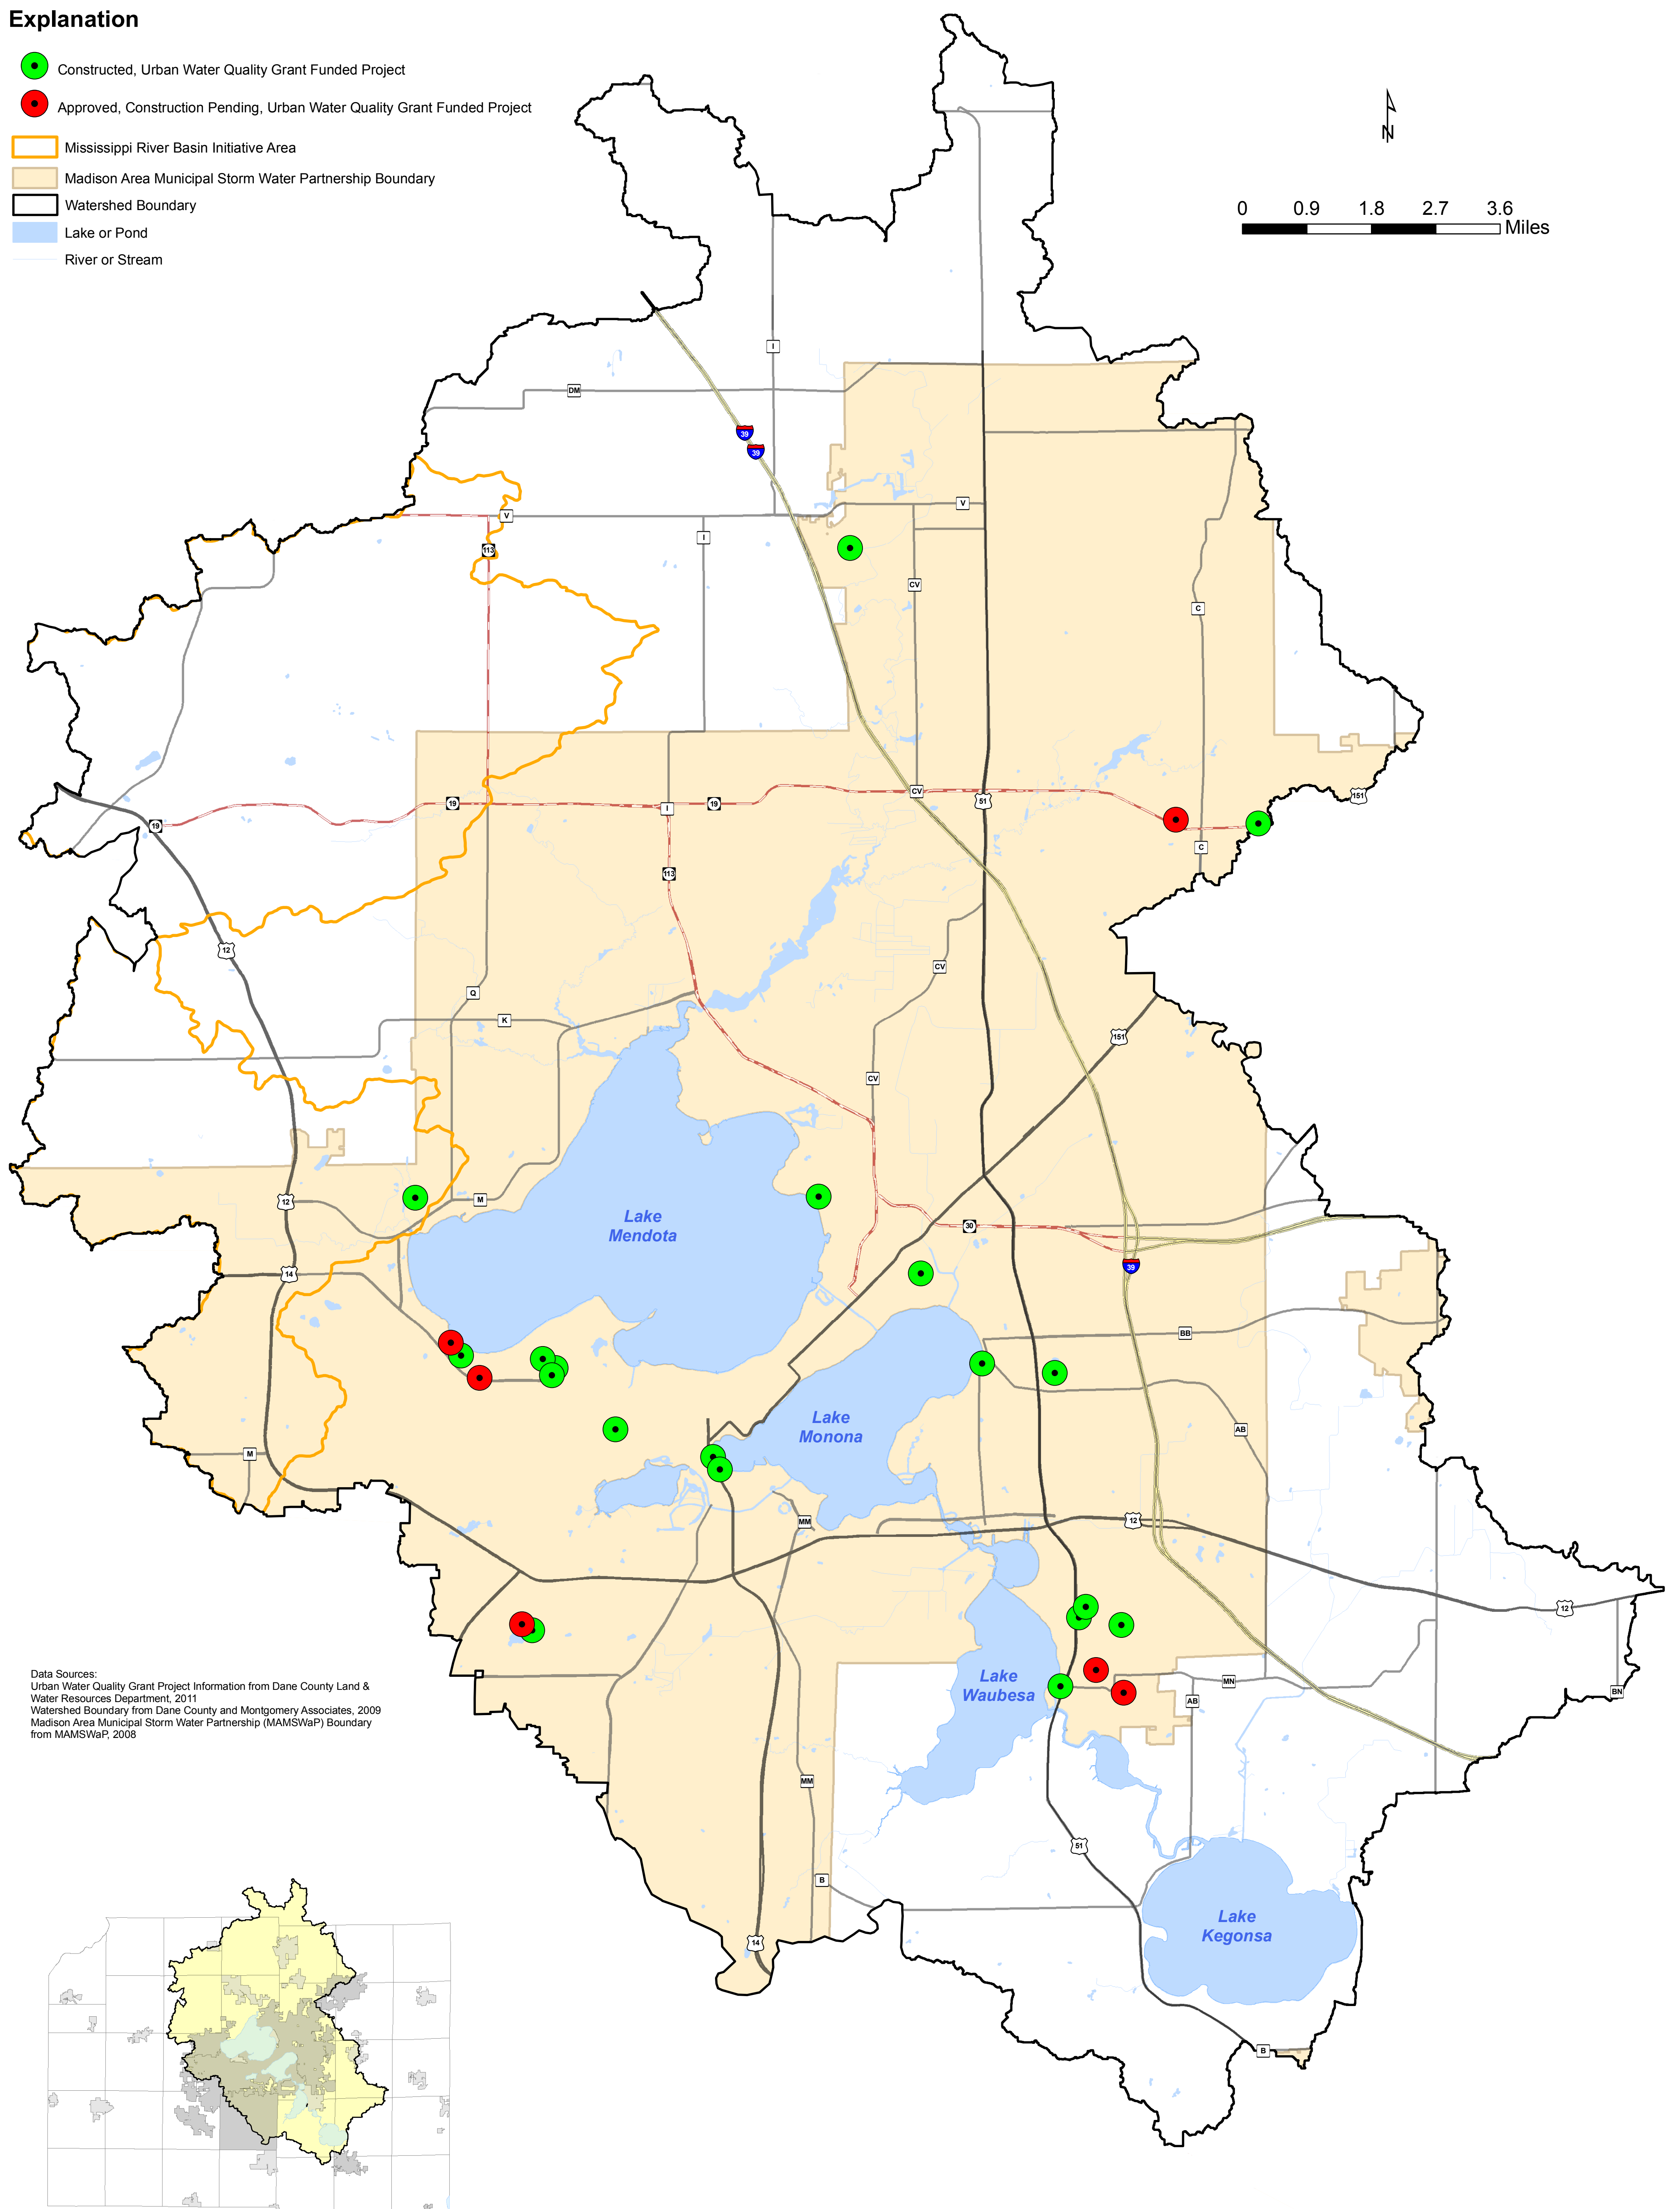 Explanation
Constructed, Urban Water Quality Grant Funded Project
Approved, Construction Pending, Urban Water Quality Grant Funded Project
Mississippi River Basin Initiative Area
Madison Area Municipal Storm Water Partnership Boundary
Watershed Boundary
Lake or Pond
River or Stream
N
0 0.9 1.8 2.7 3.6
Miles
I
DM
39
39
V
V
I
113
CV
C
19
19
CV
I
19
51
151
C
113
12
CV
Q
K
151
CV
12
M
Lake
Mendota
30
14
39
BB
Lake
Monona
AB
M
MM
12
12
Lake
Waubesa
MN
BN
AB
Data Sources:
Urban Water Quality Grant Project Information from Dane County Land &
Water Resources Department, 2011
Watershed Boundary from Dane County and Montgomery Associates, 2009
Madison Area Municipal Storm Water Partnership (MAMSWaP) Boundary
from MAMSWaP, 2008
MM
51
B
Lake
Kegonsa
14
B